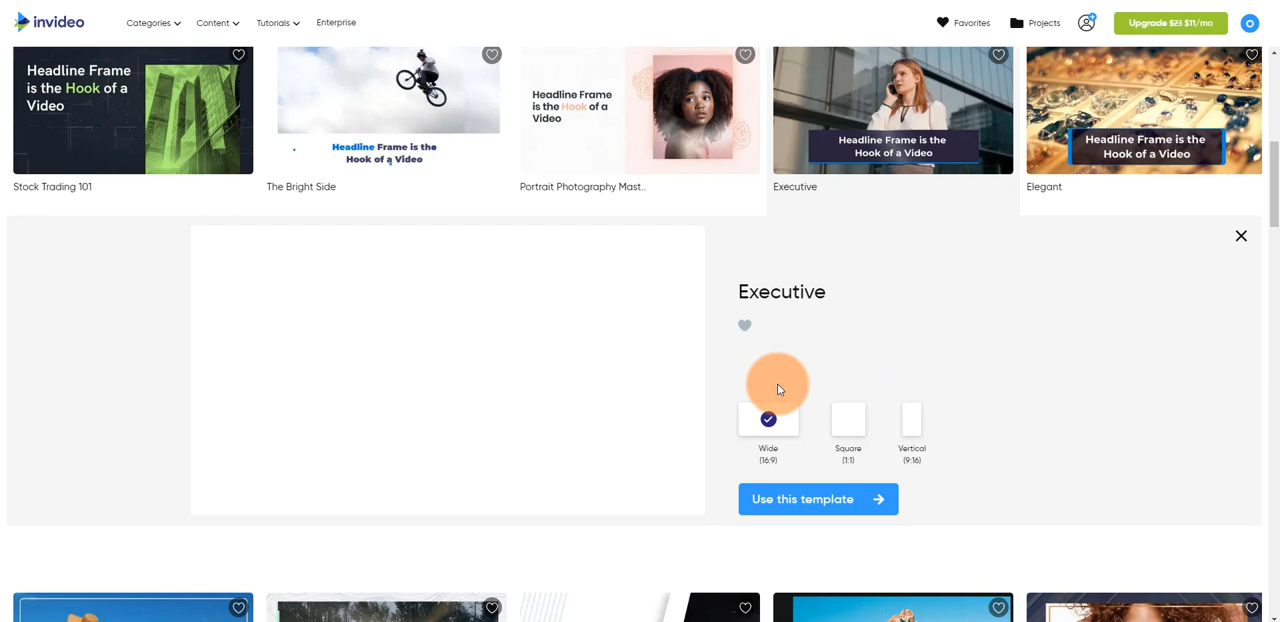 invideo
Categories
Content
Tutorials
Enterprise
Favorites
Projects
Upgrade $23 $11/mo
O
Headline Frame
is the Hook of a
Video
Headline Frame is the
Hook of a Video
Headline Frame
is the Hook of a
Video
Headline Frame is the
Hook of a Video
Headline Frame is the
Hook of a Video
Stock Trading 101
The Bright Side
Portrait Photography Mast..
Executive
Elegant
Executive
Wide
(16:9)
Square
(1:1)
Vertical
(9:16)
Use this template